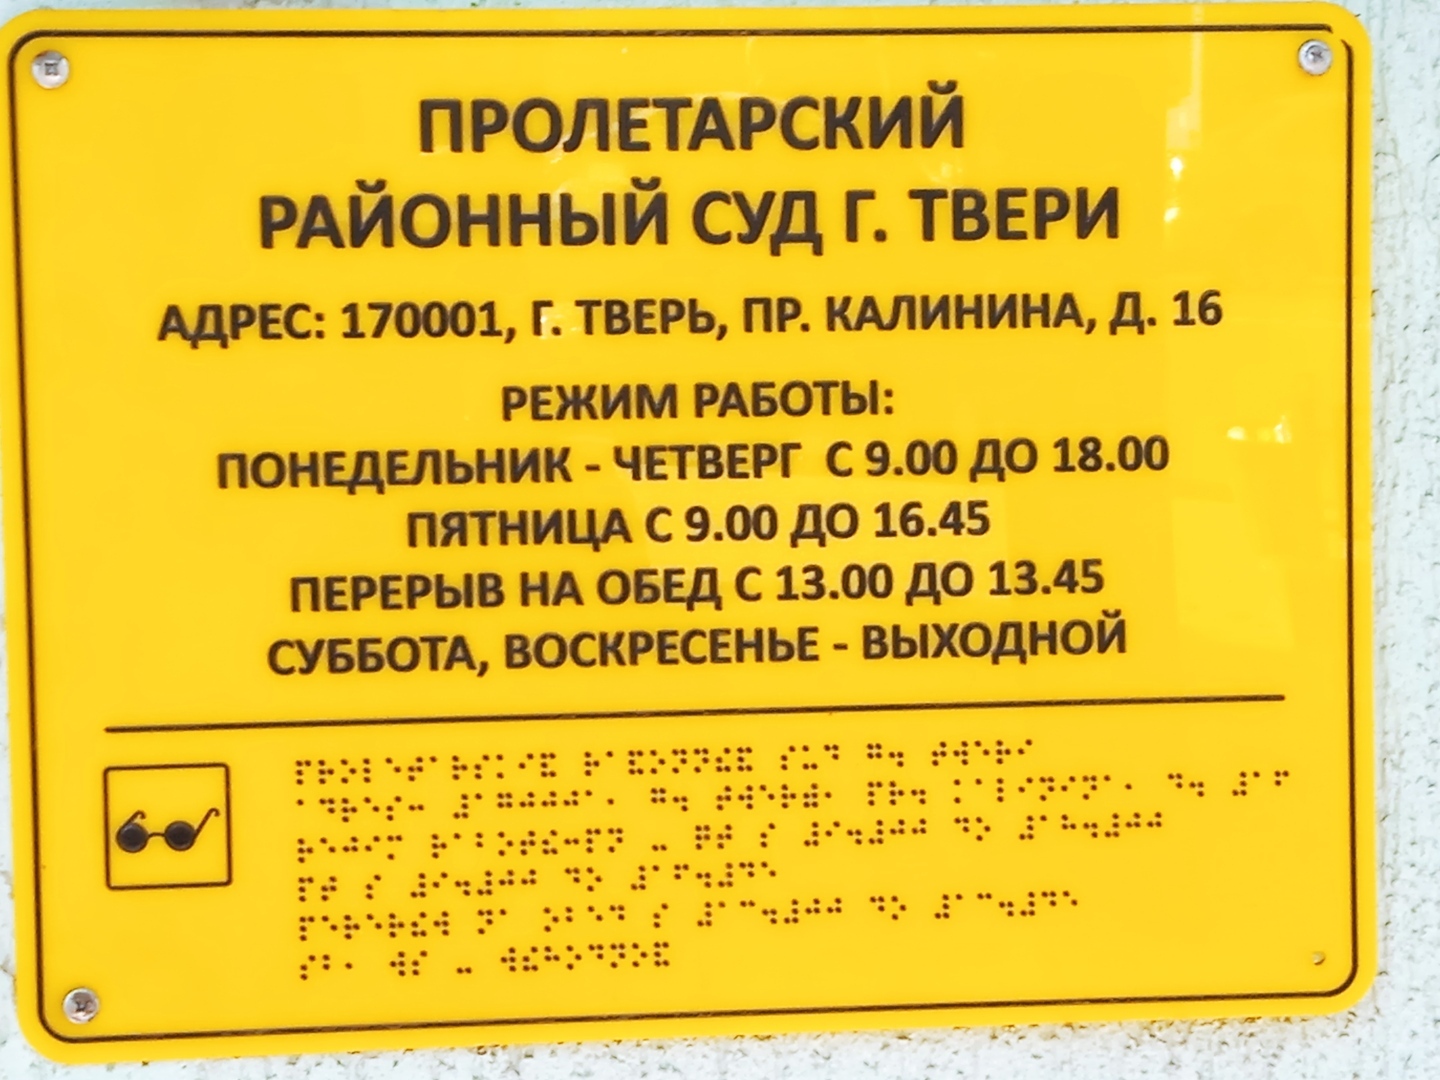 ПРОЛЕТАРСКИЙ
РАЙОННЫЙ СУД Г. ТВЕРИ
АДРЕС: 170001, Г. ТВЕРЬ, ПР. КАЛИНИНА, Д. 16
РЕЖИМ РАБОТЫ:
ПОНЕДЕЛЬНИК - ЧЕТВЕРГ С 9.00 ДО 18.00
ПЯТНИЦА С 9.00 ДО 16.45
ПЕРЕРЫВ НА ОБЕД С 13.00 ДО 13.45
СУББОТА, ВОСКРЕСЕНЬЕ - ВЫХОДНОЙ